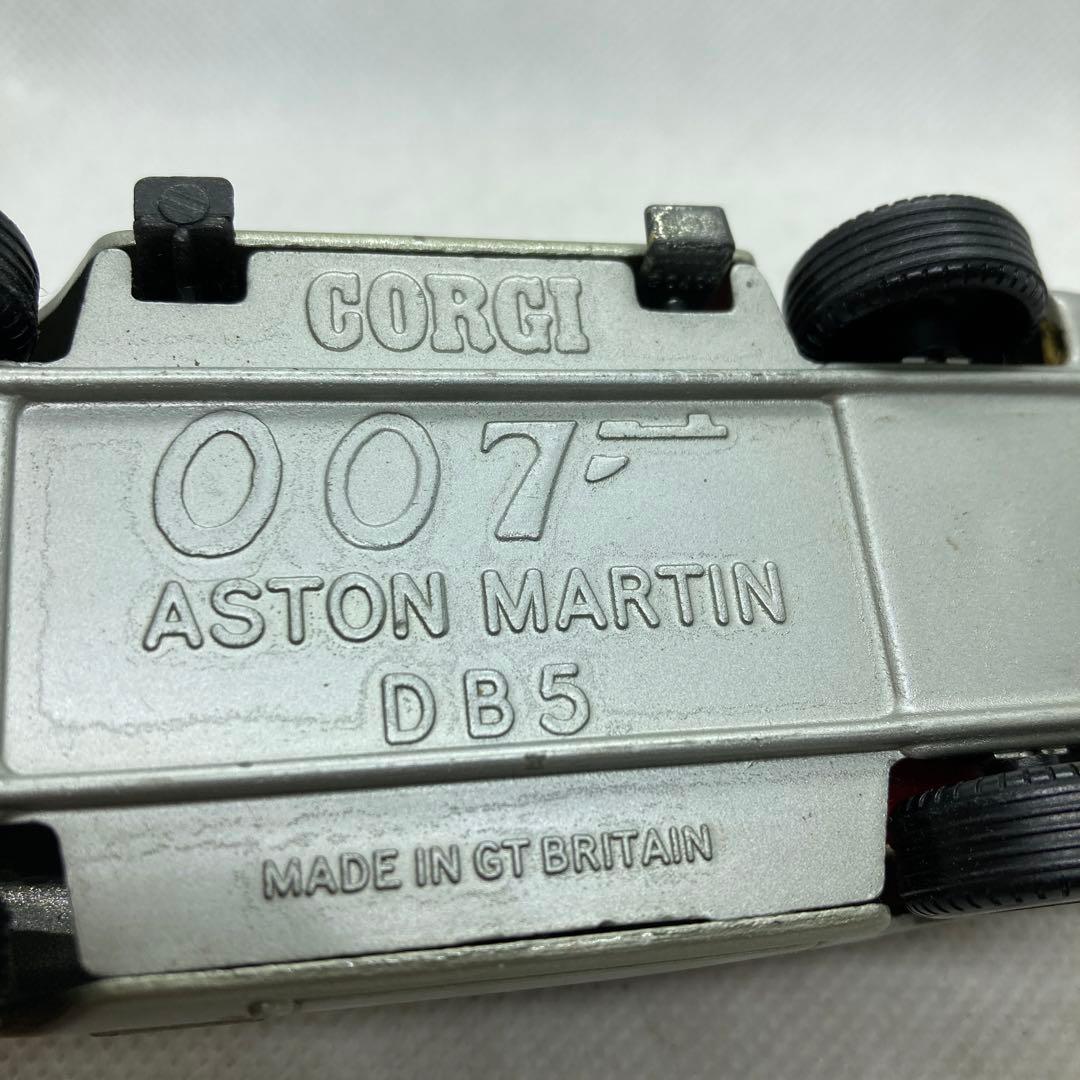 CORGI
007
ASTON MARTIN
DB5
MADE IN GT BRITAIN